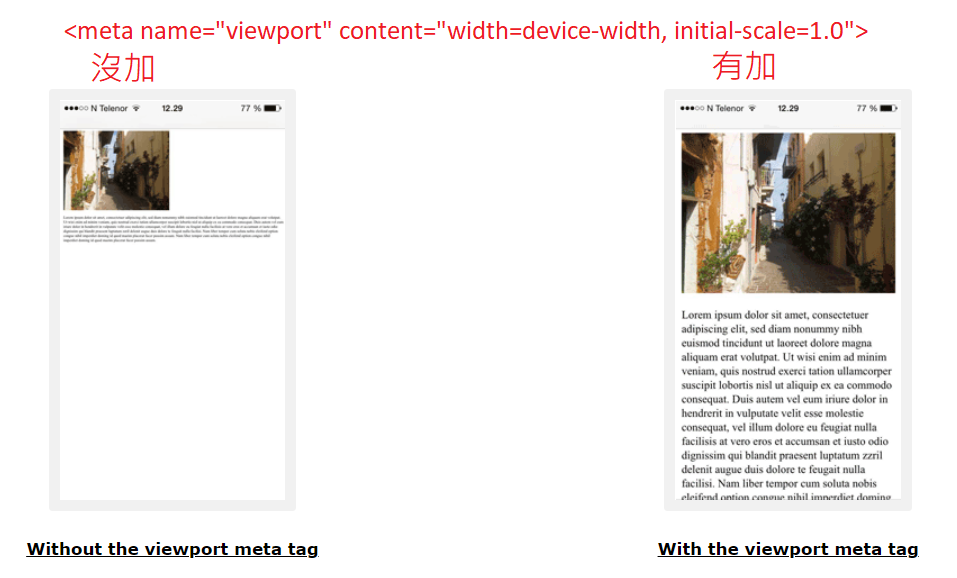 <meta name="viewport" content="width=device-width, initial-scale=1.0">
沒加
有加
●●●○○ N Telenor 12.29 77 %
●●●○○ N Telenor 12.29 77 %
Lorem ipsum dolor sit amet, consectetuer
adipiscing elit, sed diam nonummy nibh
euismod tincidunt ut laoreet dolore magna
aliquam erat volutpat. Ut wisi enim ad minim
veniam, quis nostrud exerci tation ullamcorper
suscipit lobortis nisl ut aliquip ex ea commodo
consequat. Duis autem vel eum iriure dolor in
hendrerit in vulputate velit esse molestie
consequat, vel illum dolore eu feugiat nulla
facilisis at vero eros et accumsan et iusto odio
dignissim qui blandit praesent luptatum zzril
delenit augue duis dolore te feugait nulla
facilisi. Nam liber tempor cum soluta nobis
eleifend option congue nihil imperdiet doming
Without the viewport meta tag
With the viewport meta tag